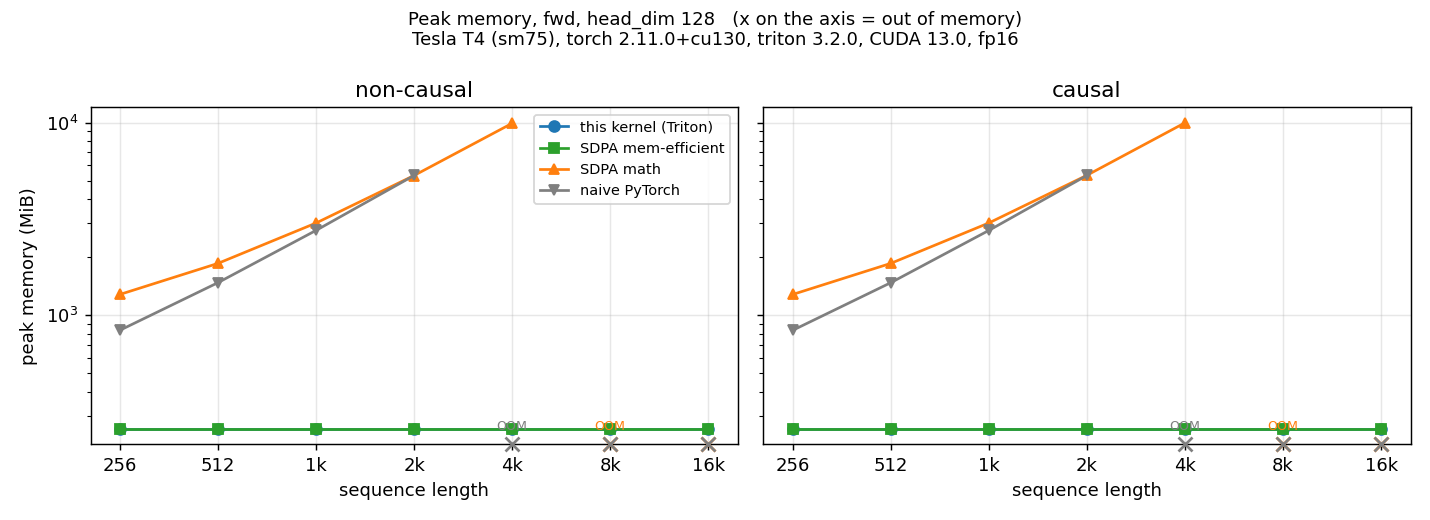 Peak memory, fwd, head_dim 128   (x on the axis = out of memory)
Tesla T4 (sm75), torch 2.11.0+cu130, triton 3.2.0, CUDA 13.0, fp16
non-causal
causal
peak memory (MiB)
10^4
10^3
this kernel (Triton)
SDPA mem-efficient
SDPA math
naive PyTorch
OOM
OOM
OOM
OOM
256 512 1k 2k 4k 8k 16k
256 512 1k 2k 4k 8k 16k
sequence length
sequence length